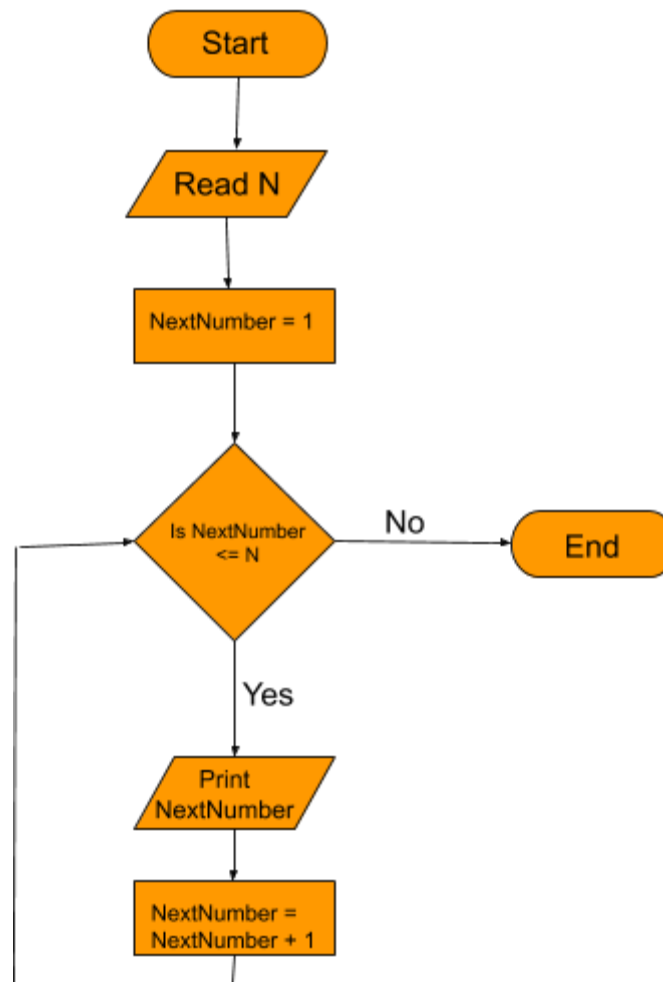 Start
Read N
NextNumber = 1
Is NextNumber
<= N
No
End
Yes
Print
NextNumber
NextNumber =
NextNumber + 1